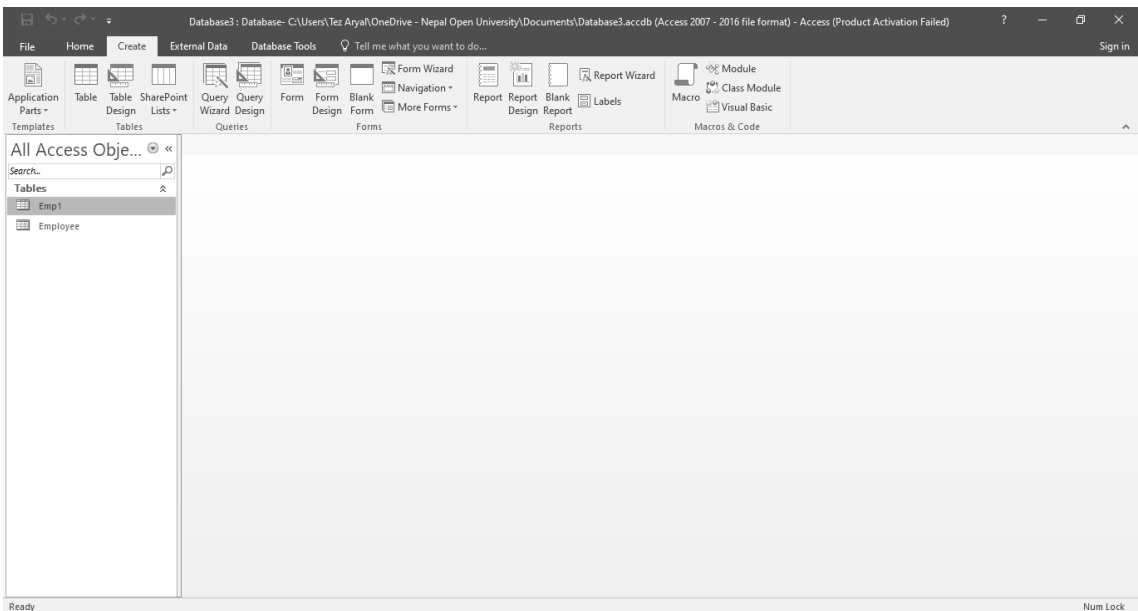 Database3 : Database- C:\Users\Tez Aryal\OneDrive - Nepal Open University\Documents\Database3.accdb (Access 2007 - 2016 file format) - Access (Product Activation Failed)
File Home Create External Data Database Tools Tell me what you want to do... Sign in
Application Parts
Table
Table Design
SharePoint Lists
Query Wizard
Query Design
Form
Form Design
Blank Form
Form Wizard
Navigation
More Forms
Report
Report Design
Blank Report
Report Wizard
Labels
Macro
Module
Class Module
Visual Basic
Templates Tables Queries Forms Reports Macros & Code
All Access Obje... «
Search...
Tables
Emp1
Employee
Ready Num Lock